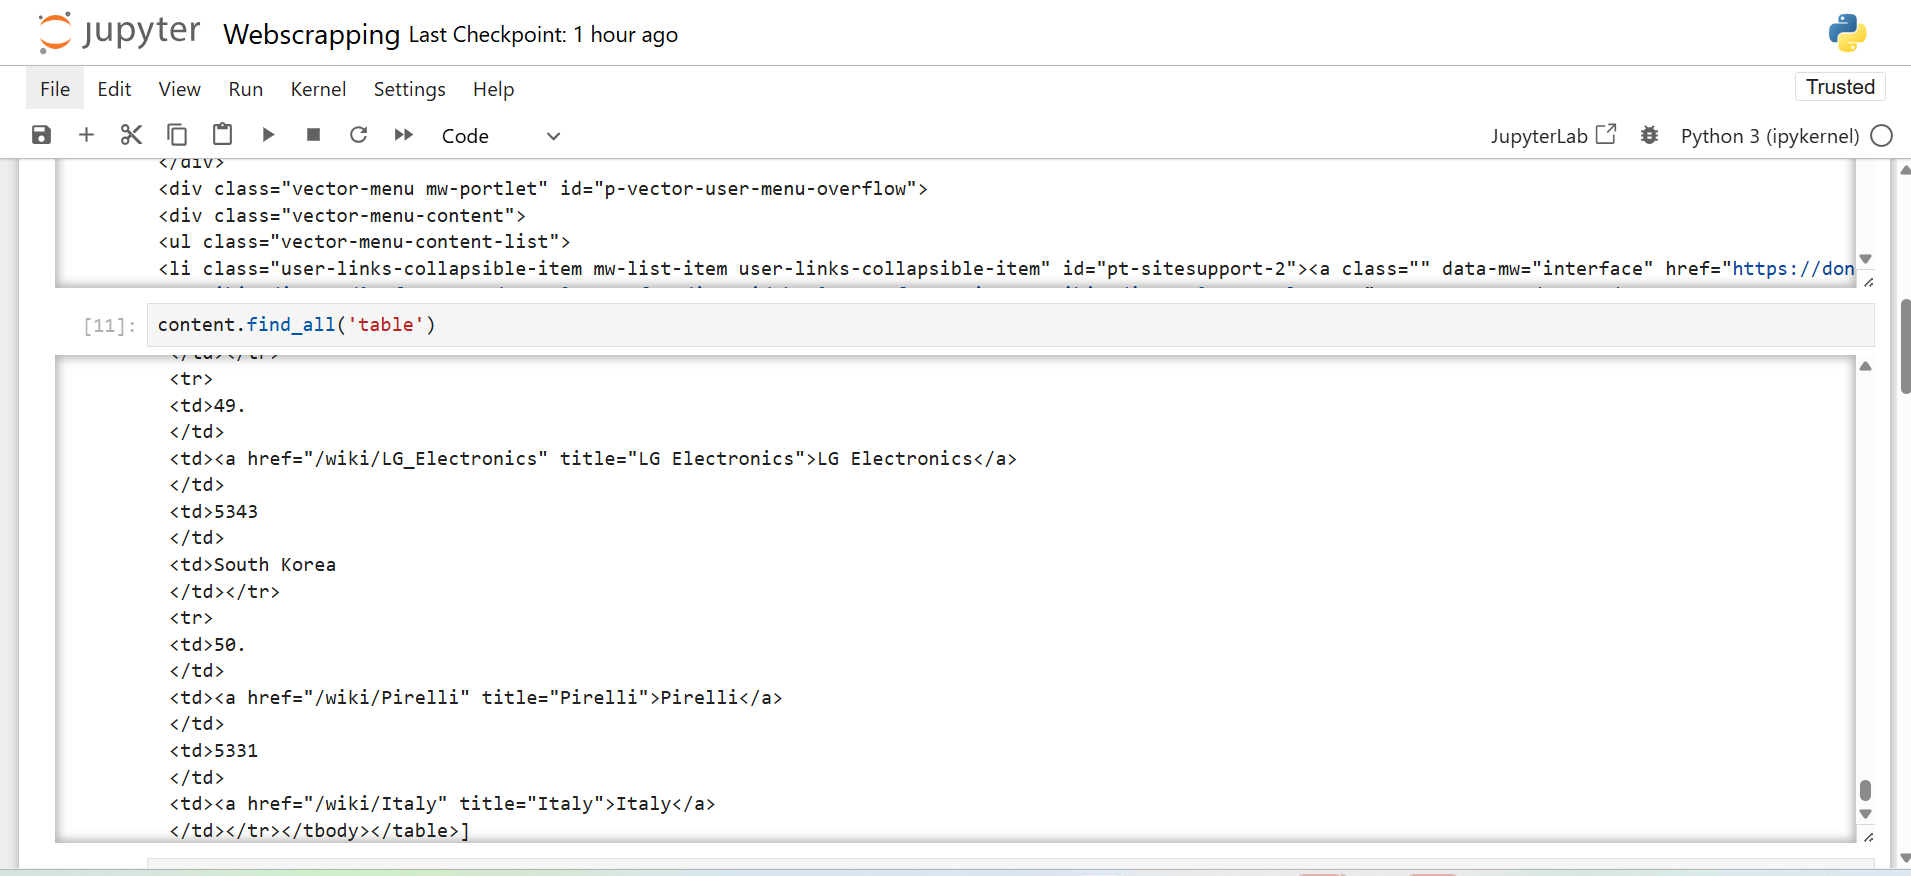 jupyter Webscrapping Last Checkpoint: 1 hour ago
File Edit View Run Kernel Settings Help
Trusted
Code
JupyterLab
Python 3 (ipykernel)
</div>
<div class="vector-menu mw-portlet" id="p-vector-user-menu-overflow">
<div class="vector-menu-content">
<ul class="vector-menu-content-list">
<li class="user-links-collapsible-item mw-list-item user-links-collapsible-item" id="pt-sitesupport-2"><a class="" data-mw="interface" href="https://don
[11]: content.find_all('table')
</td></tr>
<tr>
<td>49.
</td>
<td><a href="/wiki/LG_Electronics" title="LG Electronics">LG Electronics</a>
</td>
<td>5343
</td>
<td>South Korea
</td></tr>
<tr>
<td>50.
</td>
<td><a href="/wiki/Pirelli" title="Pirelli">Pirelli</a>
</td>
<td>5331
</td>
<td><a href="/wiki/Italy" title="Italy">Italy</a>
</td></tr></tbody></table>]